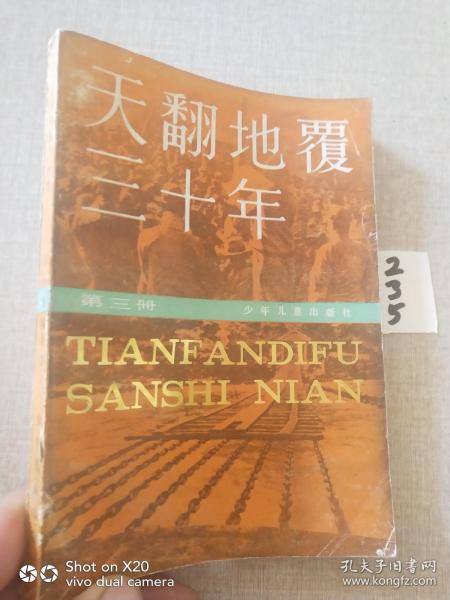 天翻地覆
三十年
第三册
少年儿童出版社
TIANFANDIFU
SANSHI NIAN
235
Shot on X20
vivo dual camera
孔夫子旧书网
www.kongfz.com